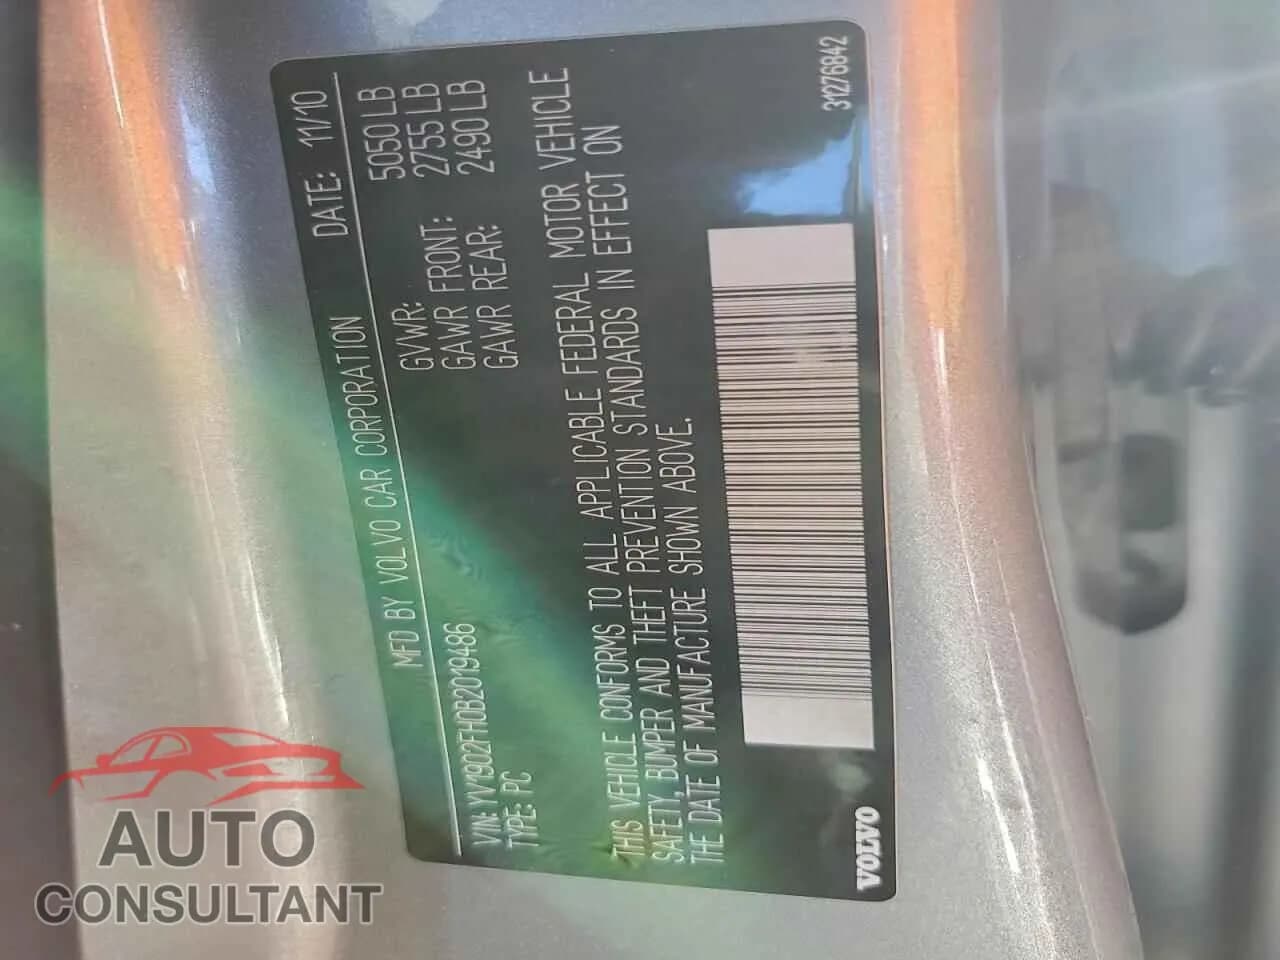 MFD BY VOLVO CAR CORPORATION DATE: 11/10
GVWR: 5050 LB
GAWR FRONT: 2755 LB
GAWR REAR: 2490 LB
VIN: YV1902FH0B2019486
TYPE: PC
THIS VEHICLE CONFORMS TO ALL APPLICABLE FEDERAL MOTOR VEHICLE
SAFETY, BUMPER AND THEFT PREVENTION STANDARDS IN EFFECT ON
THE DATE OF MANUFACTURE SHOWN ABOVE.
VOLVO
31276842
AUTO
CONSULTANT